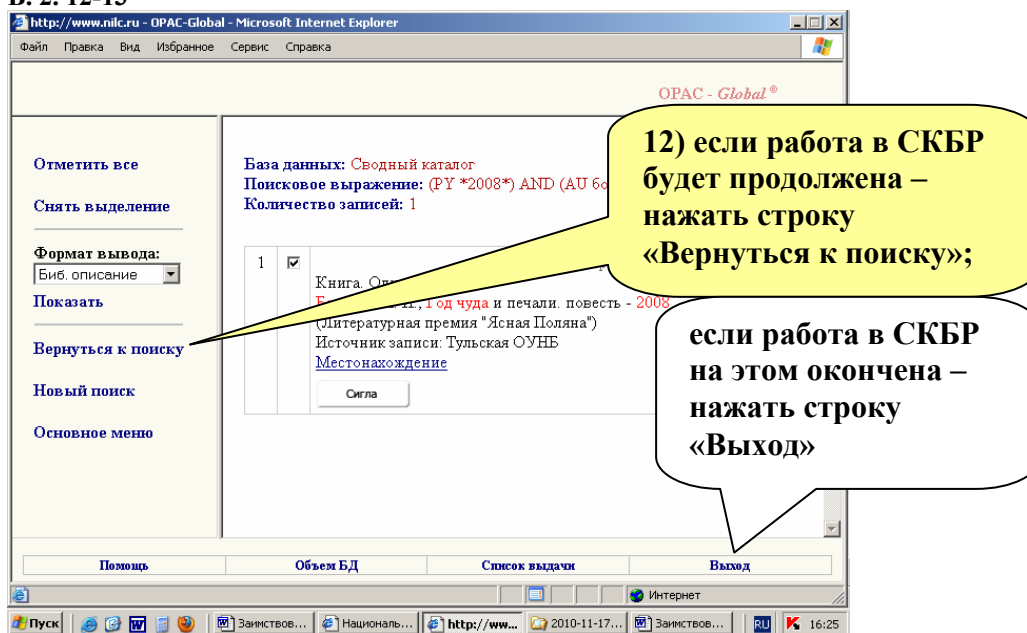 В. 2. 12-13
http://www.nilc.ru - OPAC-Global - Microsoft Internet Explorer
Файл Правка Вид Избранное Сервис Справка
OPAC - Global ®
Отметить все
Снять выделение
Формат вывода:
Биб. описание
Показать
Вернуться к поиску
Новый поиск
Основное меню
База данных: Сводный каталог
Поисковое выражение: (PY *2008*) AND (AU
Количество записей: 1
1
Книга.
Год чуда и печали. повесть - 2008
(Литературная премия "Ясная Поляна")
Источник записи: Тульская ОУНБ
Местонахождение
Сигла
12) если работа в СКБР
будет продолжена –
нажать строку
«Вернуться к поиску»;
если работа в СКБР
на этом окончена –
нажать строку
«Выход»
Помощь Объем БД Список выдачи Выход
Интернет
Пуск Заимствов... Националь... http://ww... 2010-11-17... Заимствов... RU 16:25